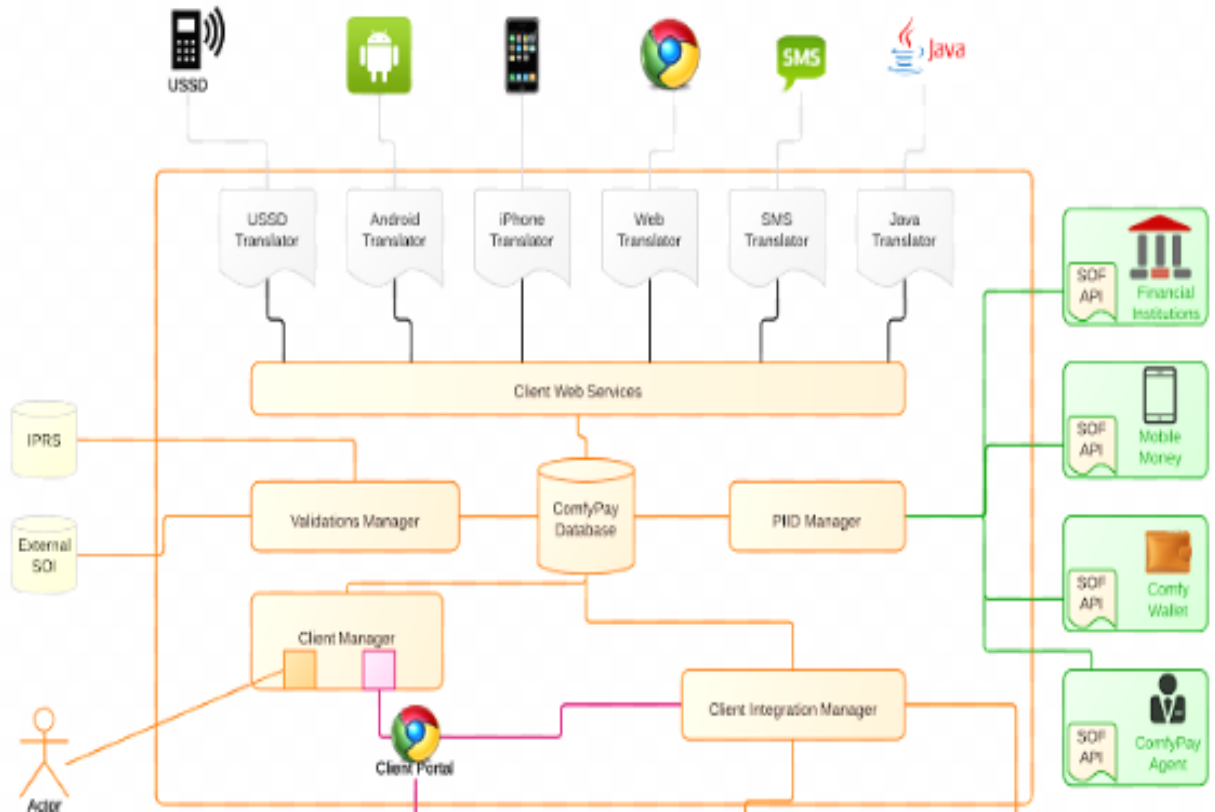 USSD
SMS
Java
USSD
Translator
Android
Translator
iPhone
Translator
Web
Translator
SMS
Translator
Java
Translator
SOF
API
Financial
Institutions
Client Web Services
IPRS
SOF
API
Mobile
Money
Validations Manager
ComfyPay
Database
PIID Manager
External
SOI
SOF
API
Comfy
Wallet
Client Manager
Client Integration Manager
SOF
API
ComfyPay
Agent
Client Portal
Actor